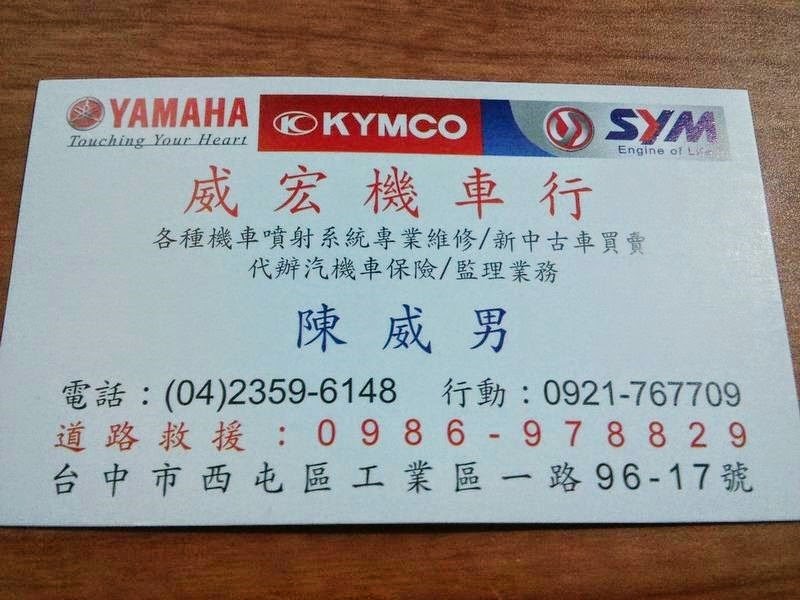 YAMAHA KYMCO SYM
Touching Your Heart Engine of Life
威宏機車行
各種機車噴射系統專業維修/新中古車買賣
代辦汽機車保險/監理業務
陳威男
電話：(04)2359-6148 行動：0921-767709
道路救援：0986-978829
台中市西屯區工業區一路96-17號